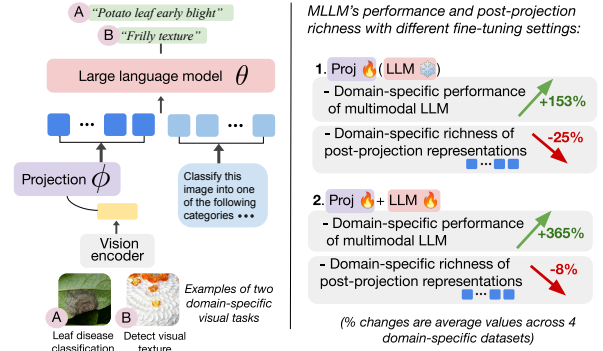 A "Potato leaf early blight"
B "Frilly texture"
Large language model θ
Projection ϕ
Classify this
image into one
of the following
categories •••
Vision
encoder
A
B
Leaf disease
classification
Detect visual
texture
Examples of two
domain-specific
visual tasks
MLLM's performance and post-projection
richness with different fine-tuning settings:
1. Proj (LLM)
- Domain-specific performance
of multimodal LLM
+153%
- Domain-specific richness of
post-projection representations
-25%
2. Proj + LLM
- Domain-specific performance
of multimodal LLM
+365%
- Domain-specific richness of
post-projection representations
-8%
(% changes are average values across 4
domain-specific datasets)